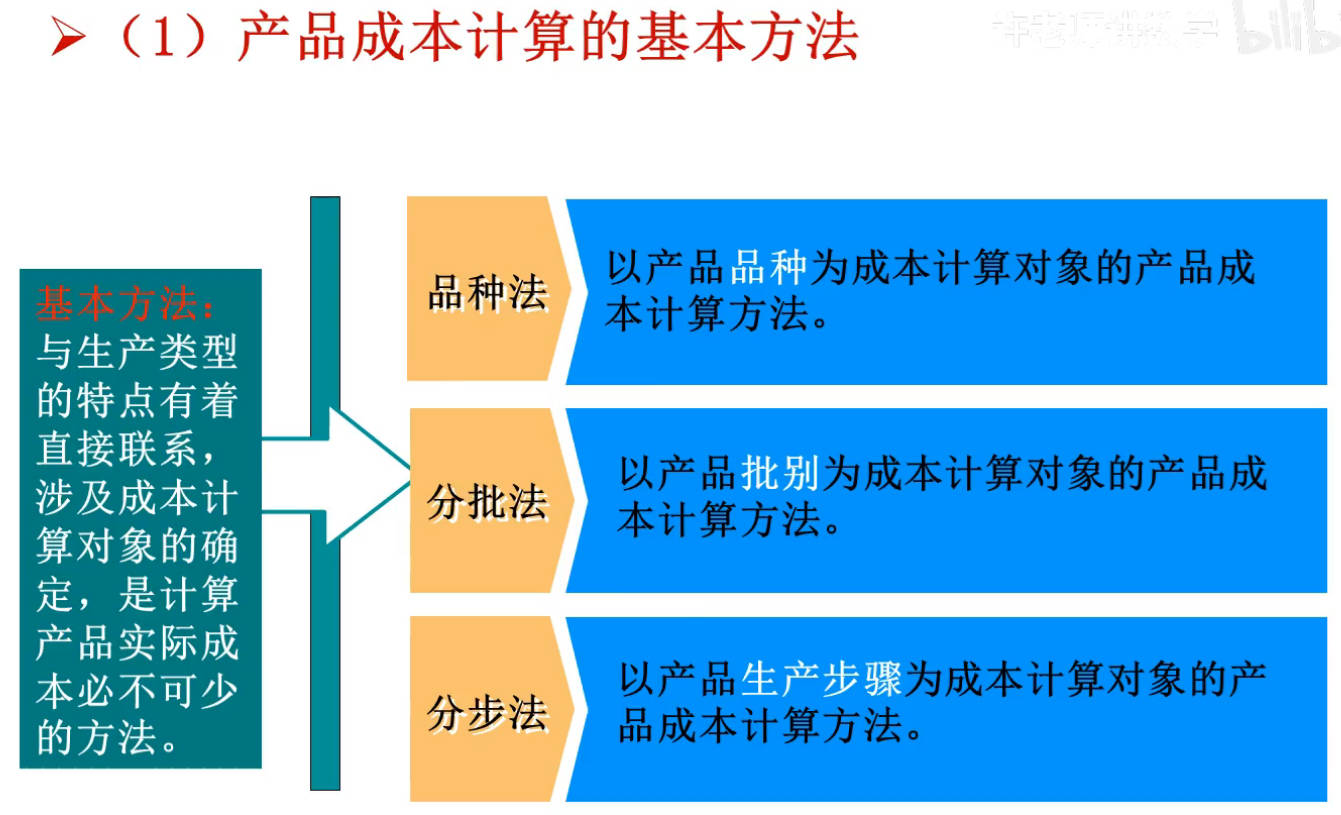 （1）产品成本计算的基本方法
基本方法：
与生产类型
的特点有着
直接联系，
涉及成本计
算对象的确
定，是计算
产品实际成
本必不可少
的方法。
品种法
以产品品种为成本计算对象的产品成
本计算方法。
分批法
以产品批别为成本计算对象的产品成
本计算方法。
分步法
以产品生产步骤为成本计算对象的产
品成本计算方法。